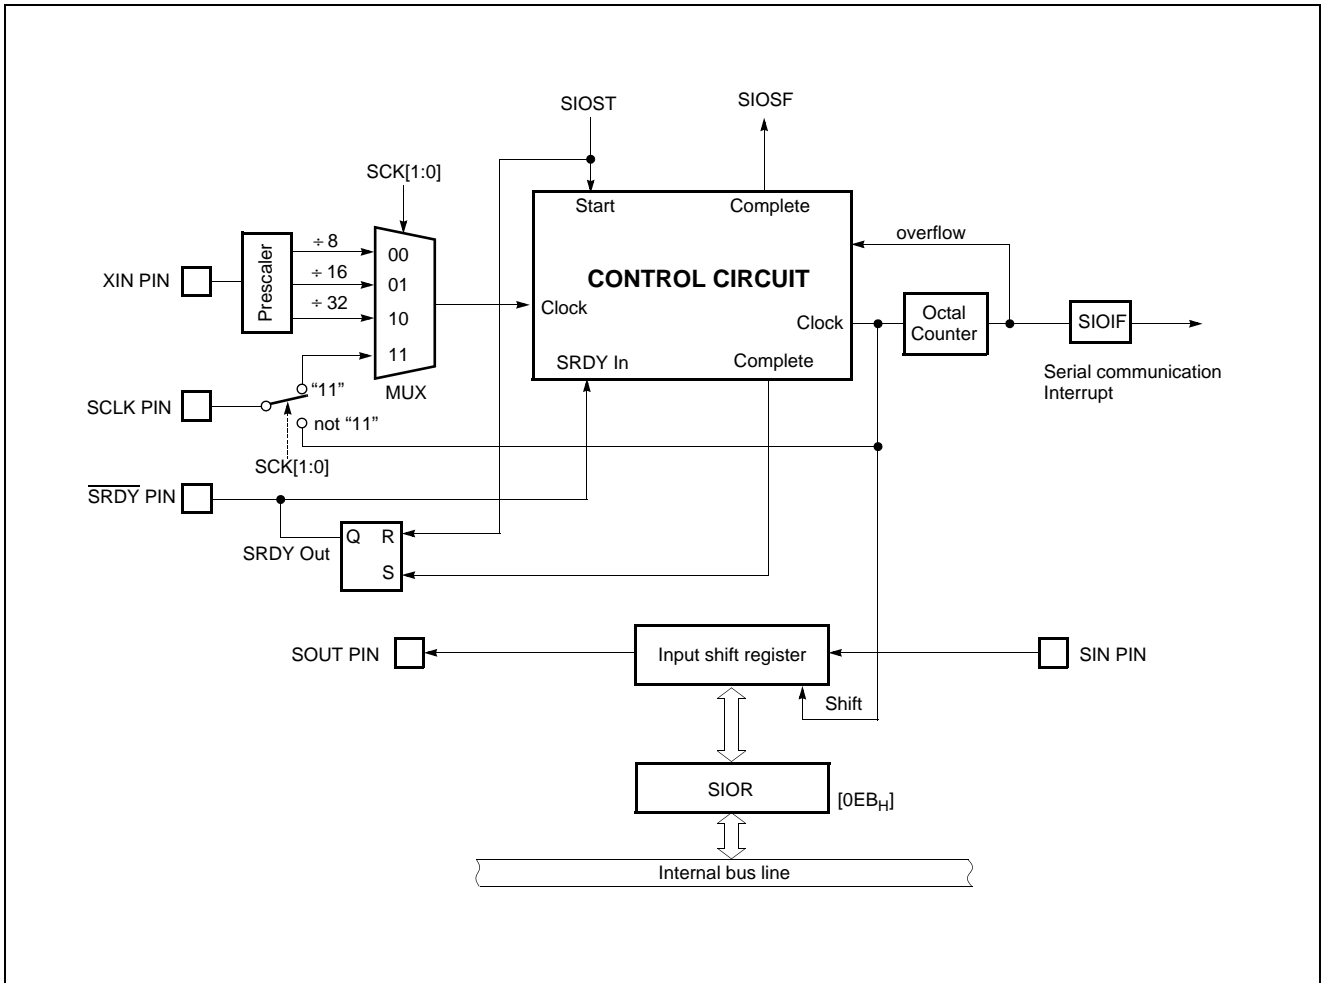 SIOST
SIOSF
SCK[1:0]
Start
Complete
overflow
÷ 8
00
XIN PIN
Prescaler
÷ 16
01
CONTROL CIRCUIT
÷ 32
10
Clock
Clock
Octal
Counter
SIOIF
11
SRDY In
Complete
Serial communication
Interrupt
MUX
“11”
SCLK PIN
not “11”
SCK[1:0]
SRDY PIN
Q R
SRDY Out
S
SOUT PIN
Input shift register
SIN PIN
Shift
SIOR
[0EBH]
Internal bus line